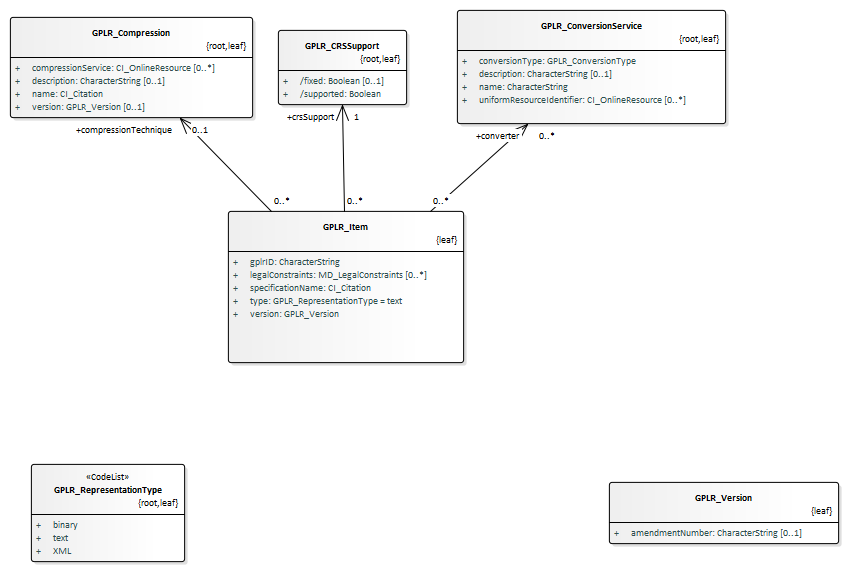 GPLR_Compression
{root,leaf}
+ compressionService: CI_OnlineResource [0..*]
+ description: CharacterString [0..1]
+ name: CI_Citation
+ version: GPLR_Version [0..1]
GPLR_CRSSupport
{root,leaf}
+ /fixed: Boolean [0..1]
+ /supported: Boolean
GPLR_ConversionService
{root,leaf}
+ conversionType: GPLR_ConversionType
+ description: CharacterString [0..1]
+ name: CharacterString
+ uniformResourceIdentifier: CI_OnlineResource [0..*]
+compressionTechnique 0..1
+crsSupport 1
+converter 0..*
0..* 0..* 0..*
GPLR_Item
{leaf}
+ gplrID: CharacterString
+ legalConstraints: MD_LegalConstraints [0..*]
+ specificationName: CI_Citation
+ type: GPLR_RepresentationType = text
+ version: GPLR_Version
«CodeList»
GPLR_RepresentationType
{root,leaf}
+ binary
+ text
+ XML
GPLR_Version
{leaf}
+ amendmentNumber: CharacterString [0..1]